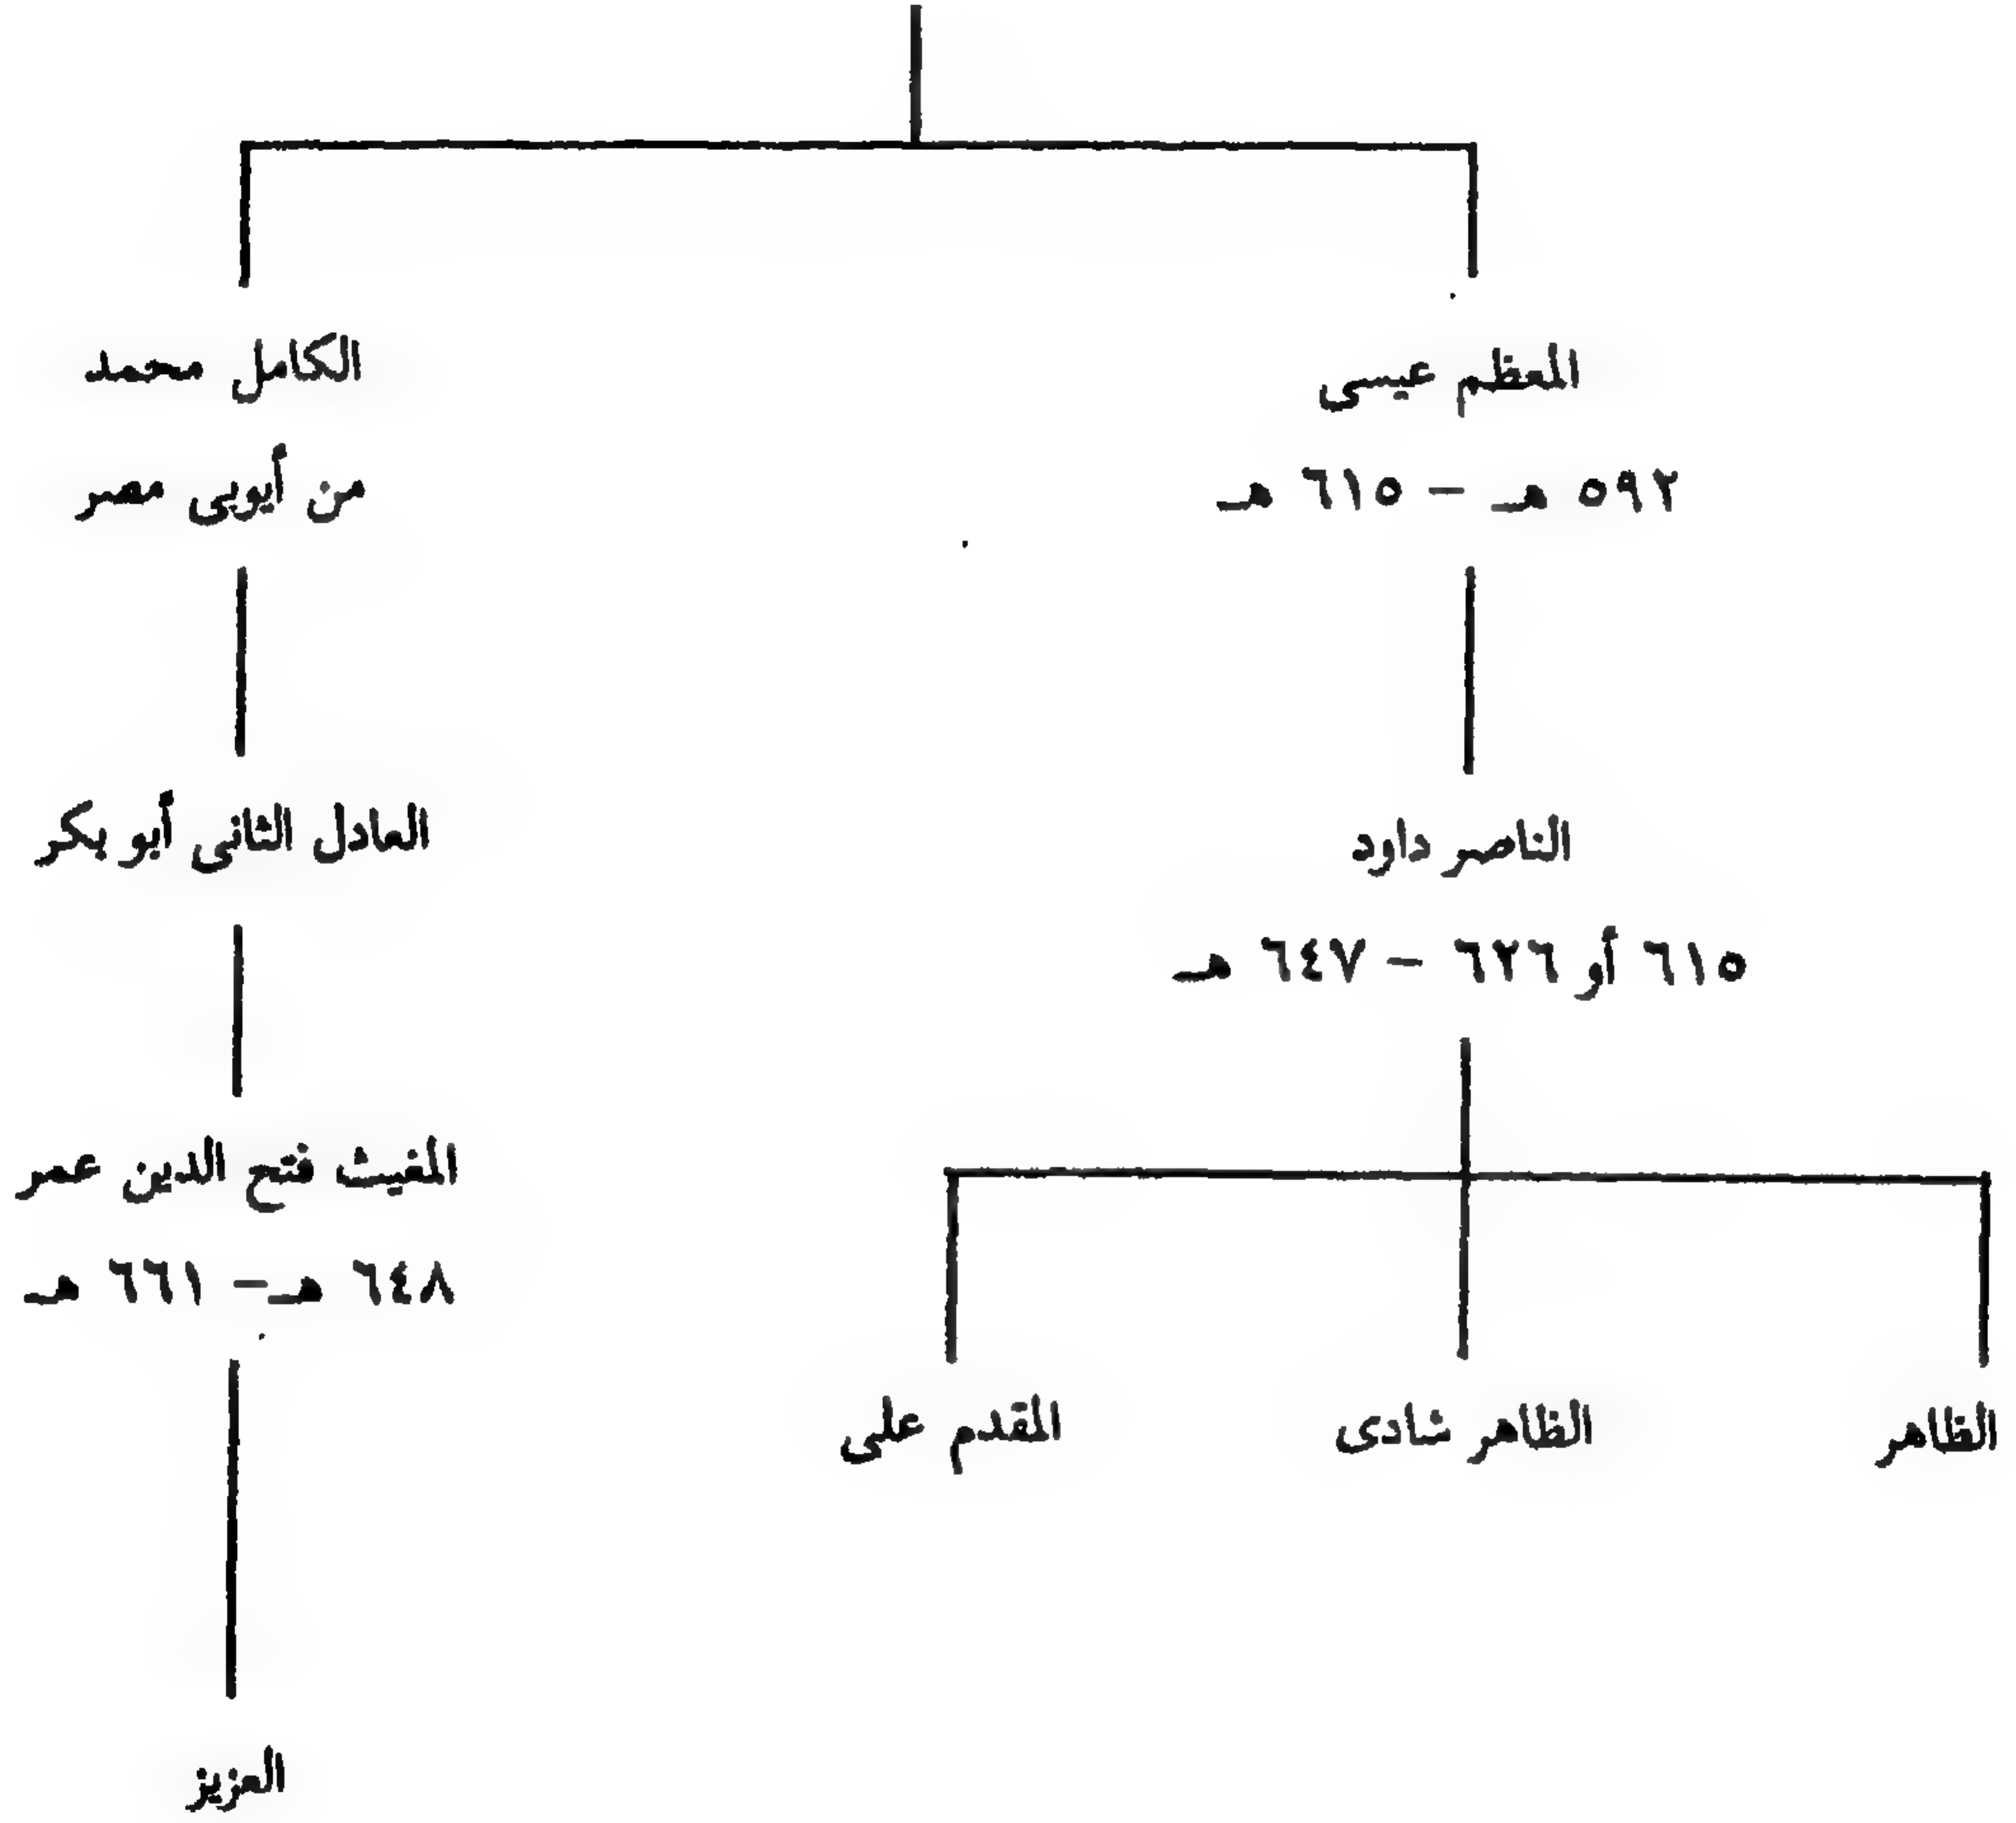 المعظم عيسى
٥٩٢ هـ – ٦١٥ هـ
الناصر داود
٦١٥ أو ٦٢٦ – ٦٤٧ هـ
الظاهر
الظاهر شادى
المقدم على
الكامل محمد
من أيوبى مصر
العادل الثانى أبو بكر
المغيث فتح الدين عمر
٦٤٨ هـ – ٦٦١ هـ
العزيز